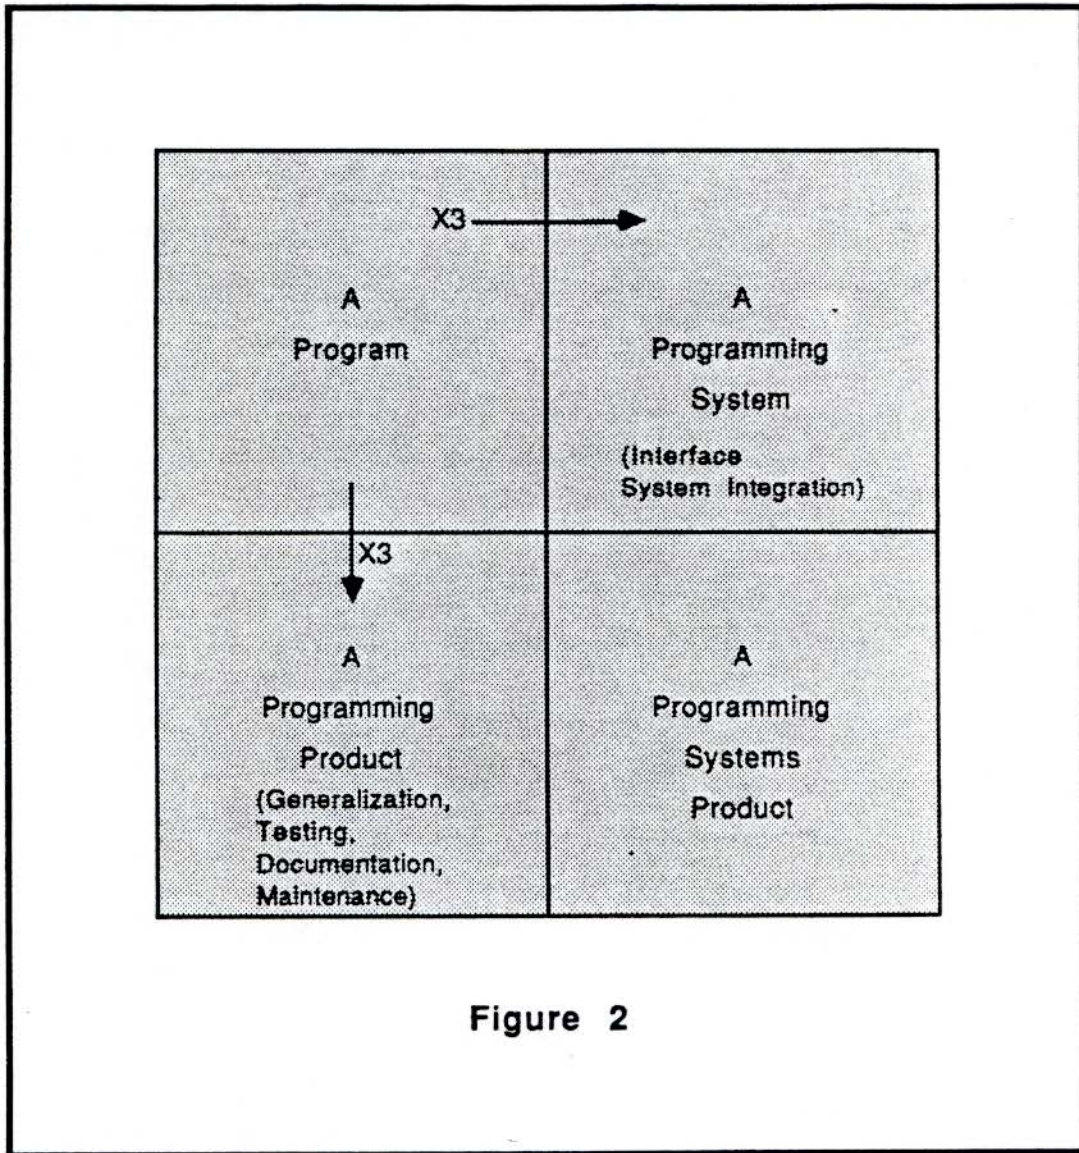 X3
A
Program
A
Programming
System
(Interface
System Integration)
X3
A
Programming
Product
(Generalization,
Testing,
Documentation,
Maintenance)
A
Programming
Systems
Product
Figure 2